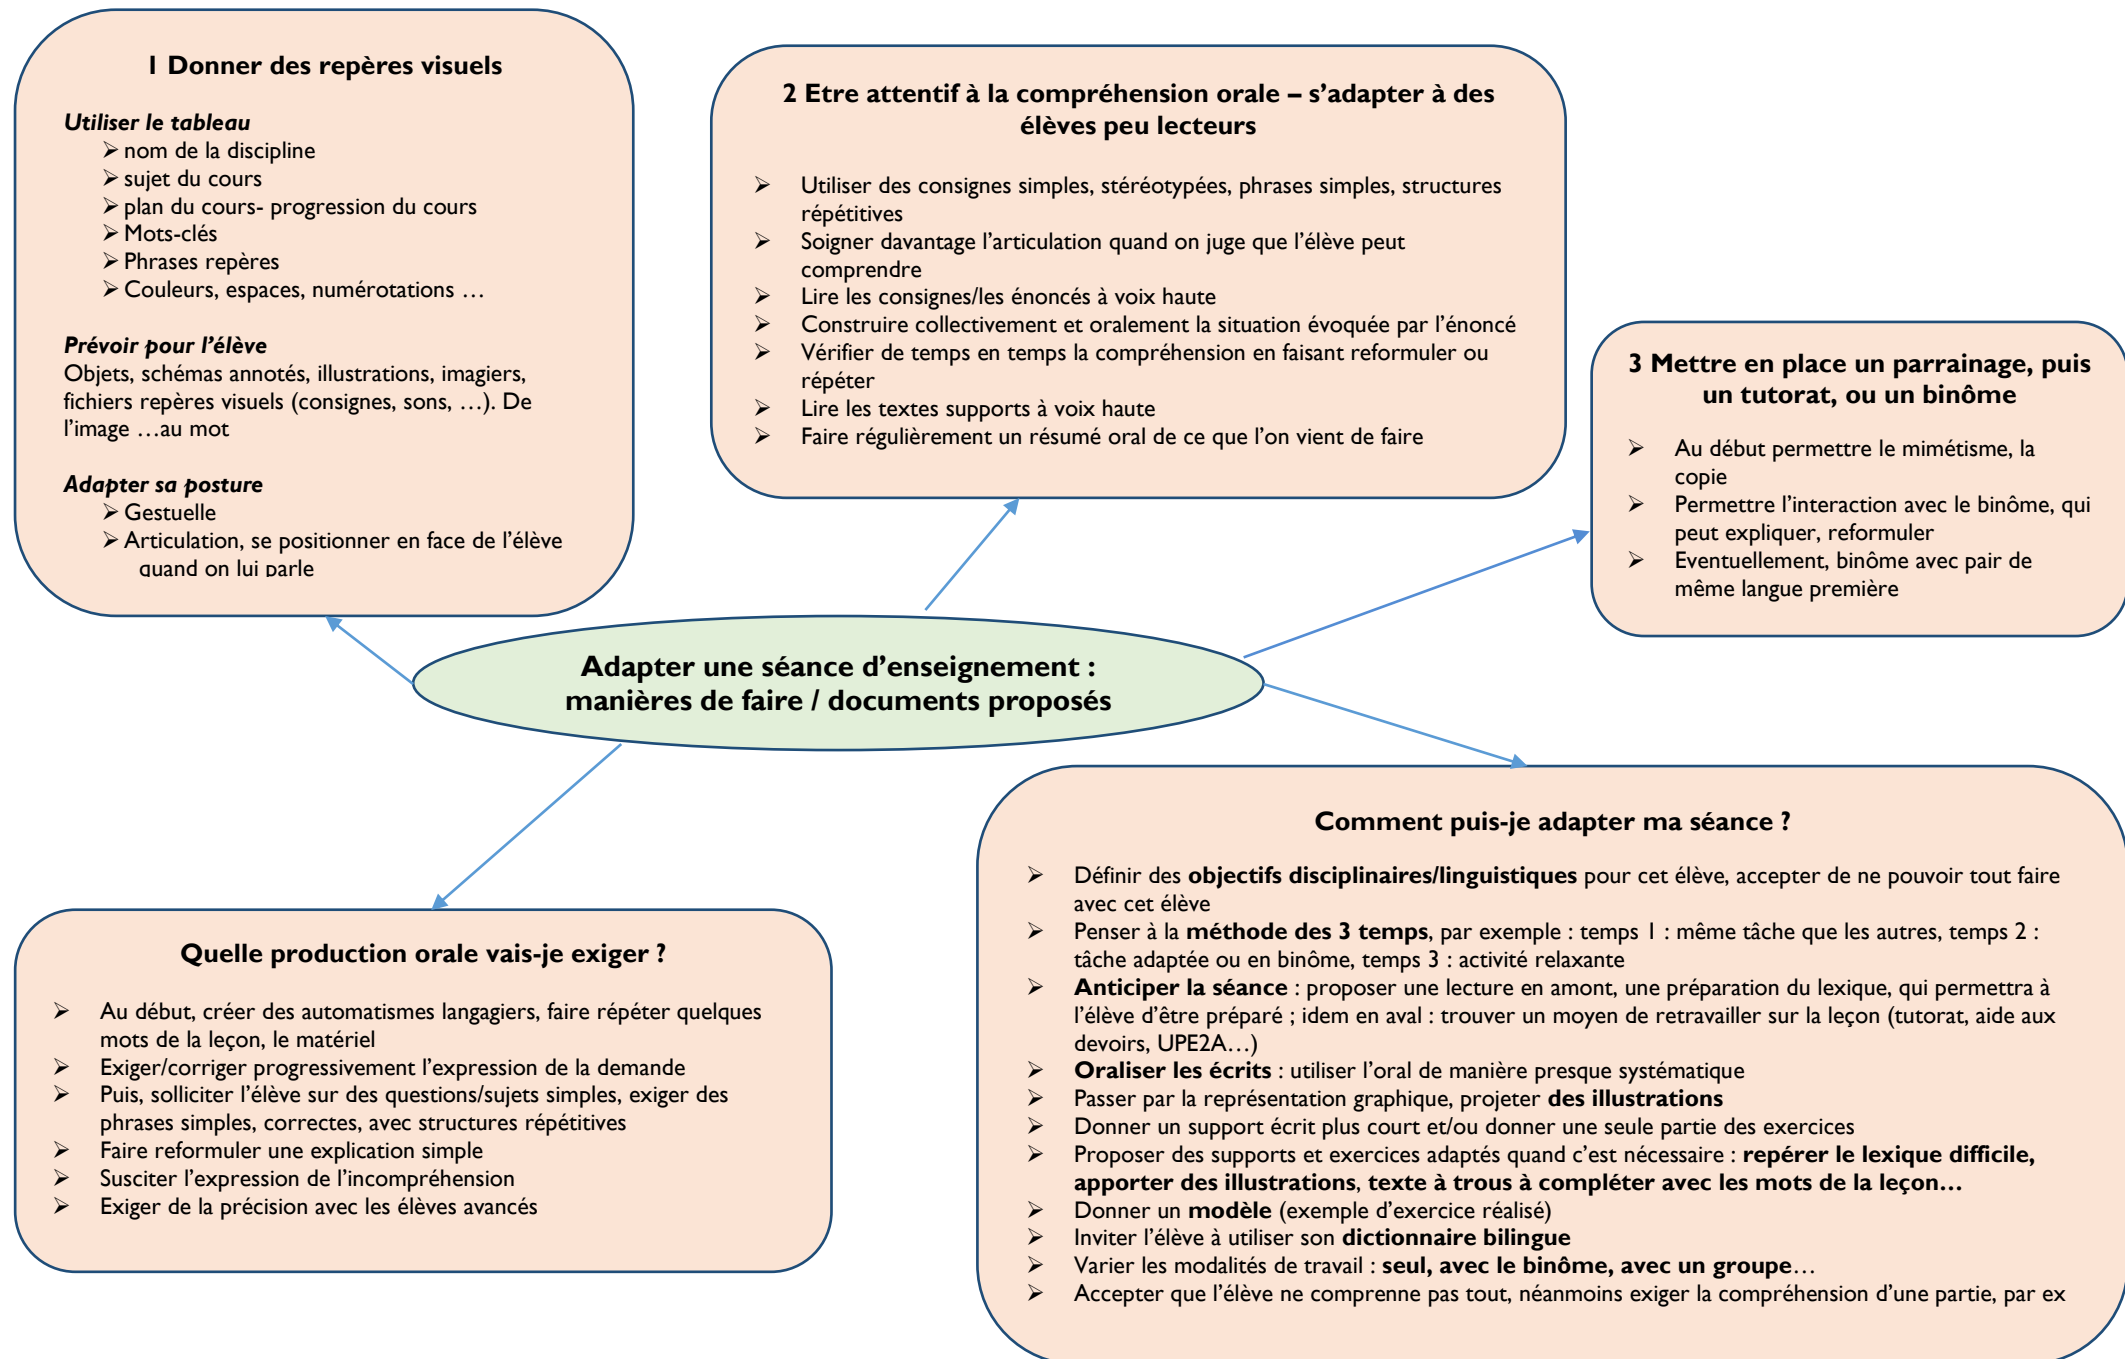 1 Donner des repères visuels
Utiliser le tableau
➢ nom de la discipline
➢ sujet du cours
➢ plan du cours- progression du cours
➢ Mots-clés
➢ Phrases repères
➢ Couleurs, espaces, numérotations …
Prévoir pour l’élève
Objets, schémas annotés, illustrations, imagiers,
fichiers repères visuels (consignes, sons, …). De
l’image …au mot
Adapter sa posture
➢ Gestuelle
➢ Articulation, se positionner en face de l’élève
quand on lui parle
2 Etre attentif à la compréhension orale – s’adapter à des
élèves peu lecteurs
➢ Utiliser des consignes simples, stéréotypées, phrases simples, structures
répétitives
➢ Soigner davantage l’articulation quand on juge que l’élève peut
comprendre
➢ Lire les consignes/les énoncés à voix haute
➢ Construire collectivement et oralement la situation évoquée par l’énoncé
➢ Vérifier de temps en temps la compréhension en faisant reformuler ou
répéter
➢ Lire les textes supports à voix haute
➢ Faire régulièrement un résumé oral de ce que l’on vient de faire
3 Mettre en place un parrainage, puis
un tutorat, ou un binôme
➢ Au début permettre le mimétisme, la
copie
➢ Permettre l’interaction avec le binôme, qui
peut expliquer, reformuler
➢ Eventuellement, binôme avec pair de
même langue première
Adapter une séance d’enseignement :
manières de faire / documents proposés
Quelle production orale vais-je exiger ?
➢ Au début, créer des automatismes langagiers, faire répéter quelques
mots de la leçon, le matériel
➢ Exiger/corriger progressivement l’expression de la demande
➢ Puis, solliciter l’élève sur des questions/sujets simples, exiger des
phrases simples, correctes, avec structures répétitives
➢ Faire reformuler une explication simple
➢ Susciter l’expression de l’incompréhension
➢ Exiger de la précision avec les élèves avancés
Comment puis-je adapter ma séance ?
➢ Définir des objectifs disciplinaires/linguistiques pour cet élève, accepter de ne pouvoir tout faire
avec cet élève
➢ Penser à la méthode des 3 temps, par exemple : temps 1 : même tâche que les autres, temps 2 :
tâche adaptée ou en binôme, temps 3 : activité relaxante
➢ Anticiper la séance : proposer une lecture en amont, une préparation du lexique, qui permettra à
l’élève d’être préparé ; idem en aval : trouver un moyen de retravailler sur la leçon (tutorat, aide aux
devoirs, UPE2A…)
➢ Oraliser les écrits : utiliser l’oral de manière presque systématique
➢ Passer par la représentation graphique, projeter des illustrations
➢ Donner un support écrit plus court et/ou donner une seule partie des exercices
➢ Proposer des supports et exercices adaptés quand c’est nécessaire : repérer le lexique difficile,
apporter des illustrations, texte à trous à compléter avec les mots de la leçon…
➢ Donner un modèle (exemple d’exercice réalisé)
➢ Inviter l’élève à utiliser son dictionnaire bilingue
➢ Varier les modalités de travail : seul, avec le binôme, avec un groupe…
➢ Accepter que l’élève ne comprenne pas tout, néanmoins exiger la compréhension d’une partie, par ex